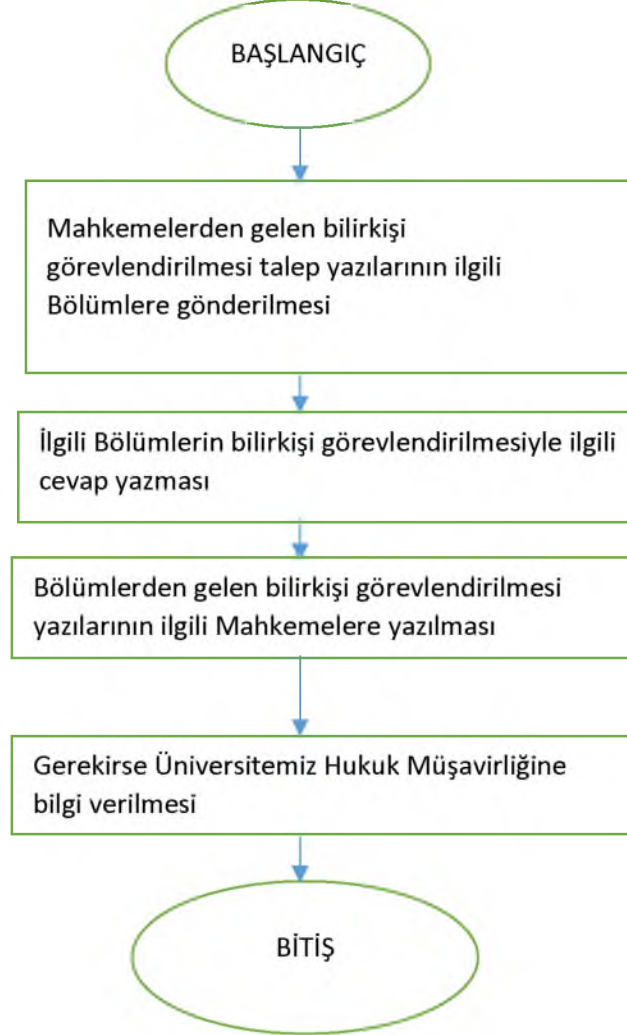 BAŞLANGIÇ
Mahkemelerden gelen bilirkişi
görevlendirilmesi talep yazılarının ilgili
Bölümlere gönderilmesi
İlgili Bölümlerin bilirkişi görevlendirilmesiyle ilgili
cevap yazması
Bölümlerden gelen bilirkişi görevlendirilmesi
yazılarının ilgili Mahkemelere yazılması
Gerekirse Üniversitemiz Hukuk Müşavirliğine
bilgi verilmesi
BİTİŞ